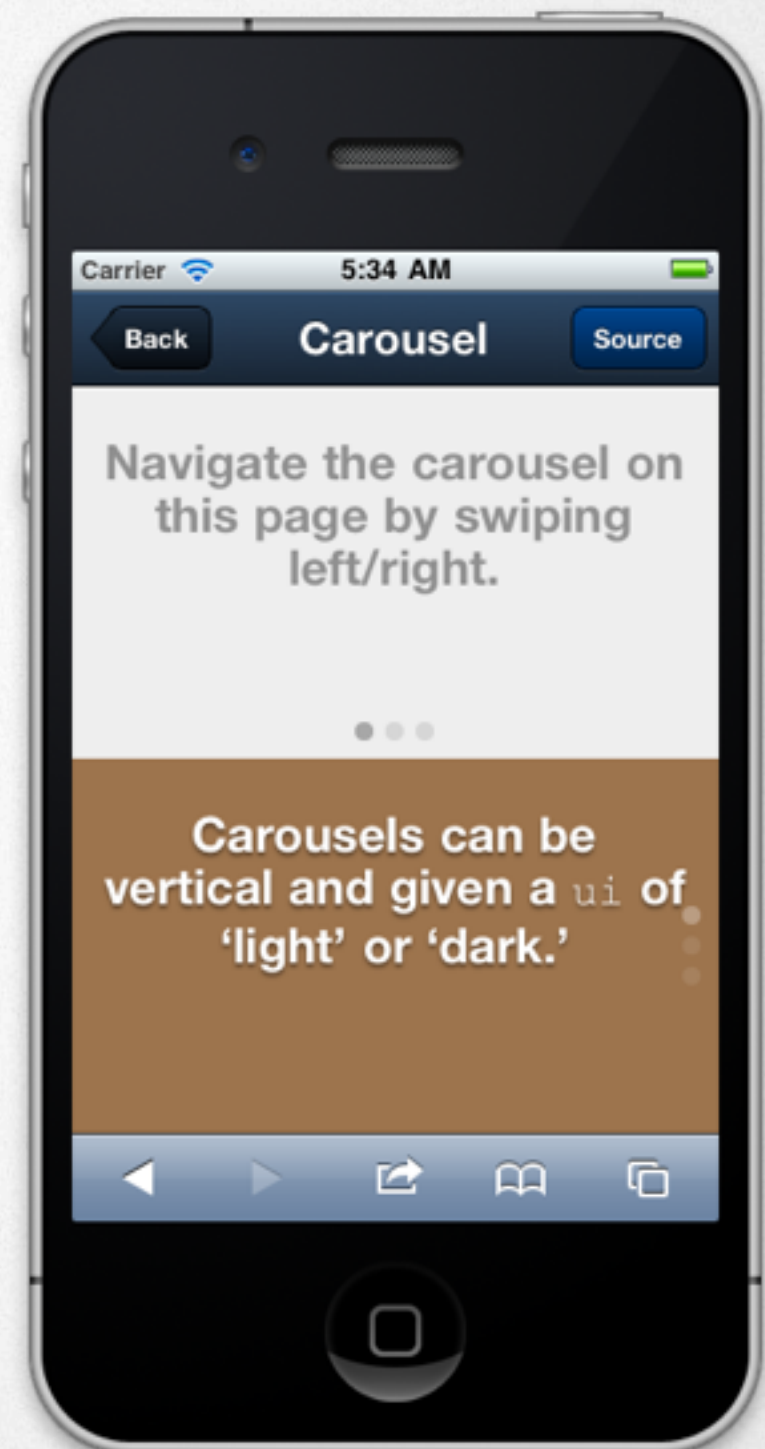 Carrier 5:34 AM
Back Carousel Source
Navigate the carousel on
this page by swiping
left/right.
Carousels can be
vertical and given a ui of
‘light’ or ‘dark.’